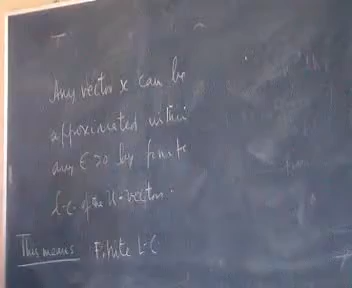 Any vector x can be
approximated within
any ε>0 by finite
l.c. of the u-vector.
This means Finite L.C.